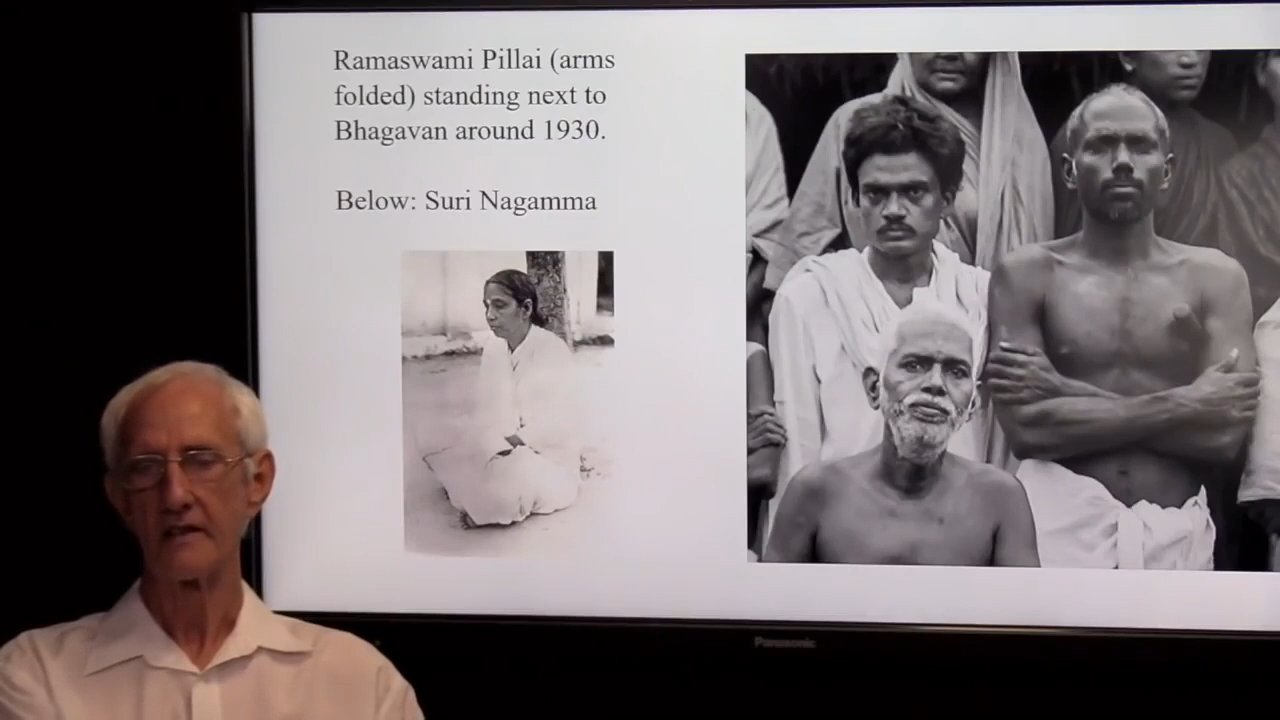 Ramaswami Pillai (arms
folded) standing next to
Bhagavan around 1930.
Below: Suri Nagamma
Panasonic